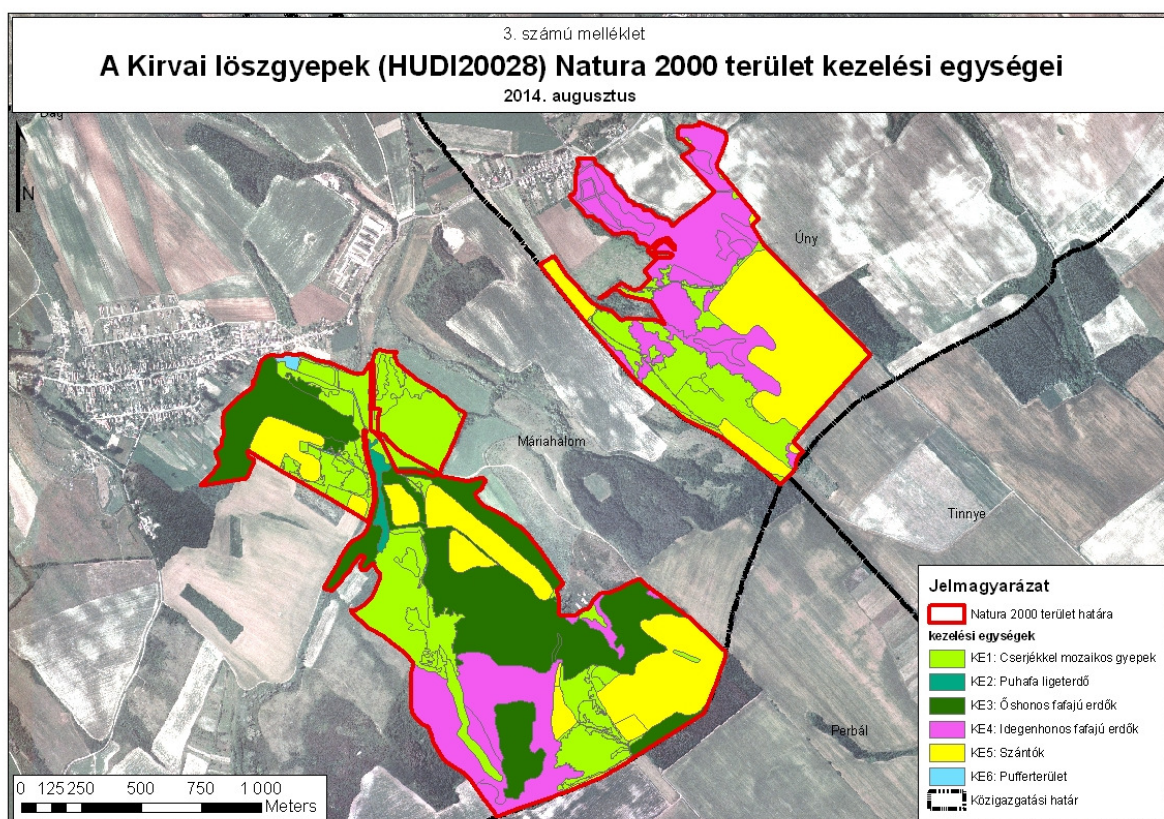 3. számú melléklet
A Kirvai löszgyepek (HUDI20028) Natura 2000 terület kezelési egységei
2014. augusztus
Dág
N
Úny
Máriahalom
Tinnye
Perbál
Jelmagyarázat
Natura 2000 terület határa
kezelési egységek
KE1: Cserjékkel mozaikos gyepek
KE2: Puhafa ligeterdő
KE3: Őshonos fafajú erdők
KE4: Idegenhonos fafajú erdők
KE5: Szántók
KE6: Pufferterület
Közigazgatási határ
0 125 250 500 750 1 000
Meters